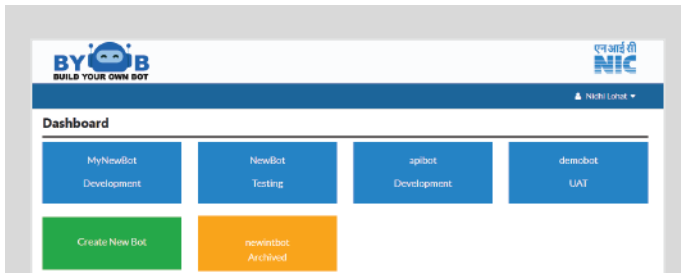 BYOB
BUILD YOUR OWN BOT
एनआईसी
NIC
Nidhi Lohat
Dashboard
MyNewBot
Development
NewBot
Testing
apibot
Development
demobot
UAT
Create New Bot
newintbot
Archived